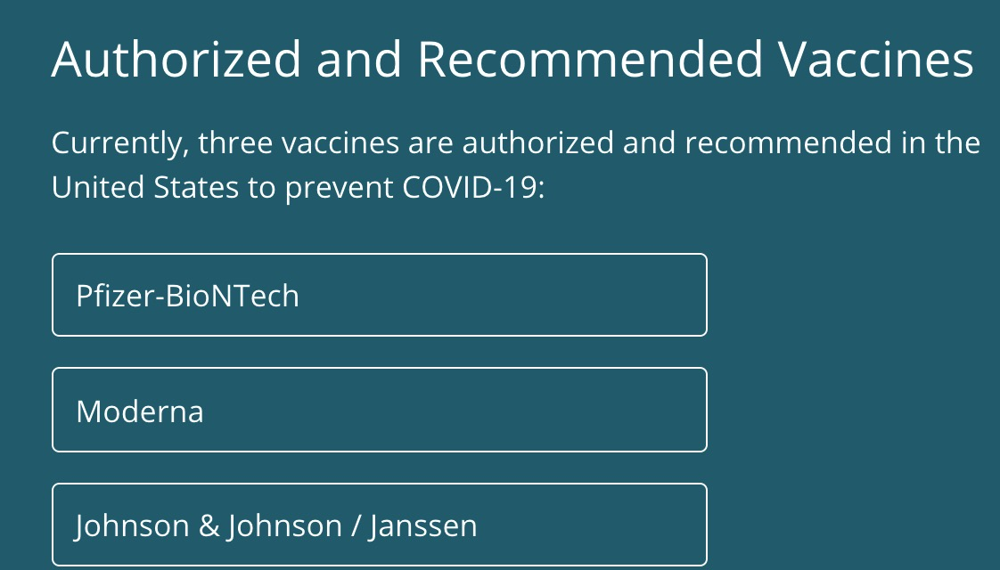 Authorized and Recommended Vaccines
Currently, three vaccines are authorized and recommended in the
United States to prevent COVID-19:
Pfizer-BioNTech
Moderna
Johnson & Johnson / Janssen